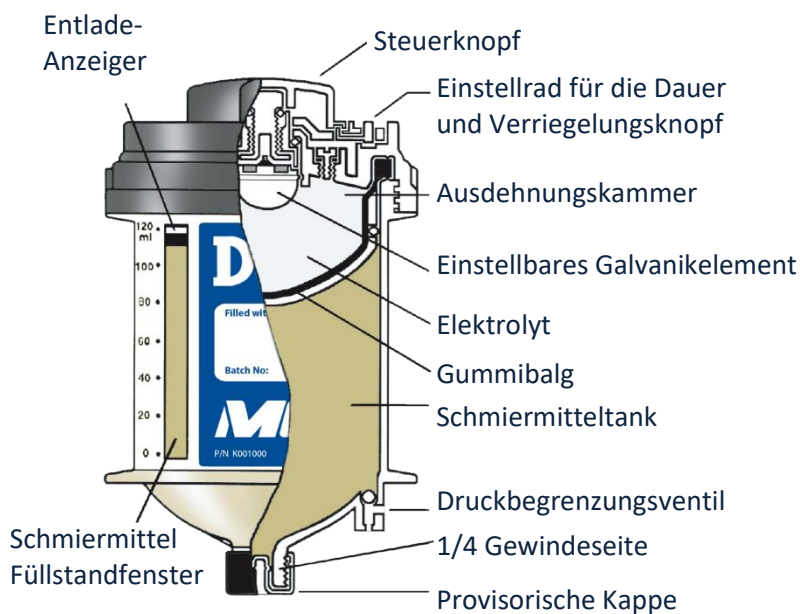 Entlade-
Anzeiger
Steuerknopf
Einstellrad für die Dauer
und Verriegelungsknopf
Ausdehnungskammer
Einstellbares Galvanikelement
Elektrolyt
Gummibalg
Schmiermitteltank
Druckbegrenzungsventil
1/4 Gewindeseite
Provisorische Kappe
Schmiermittel
Füllstandfenster
120
ml
100
80
60
40
20
0
Filled
Batch No:
P/N K001000